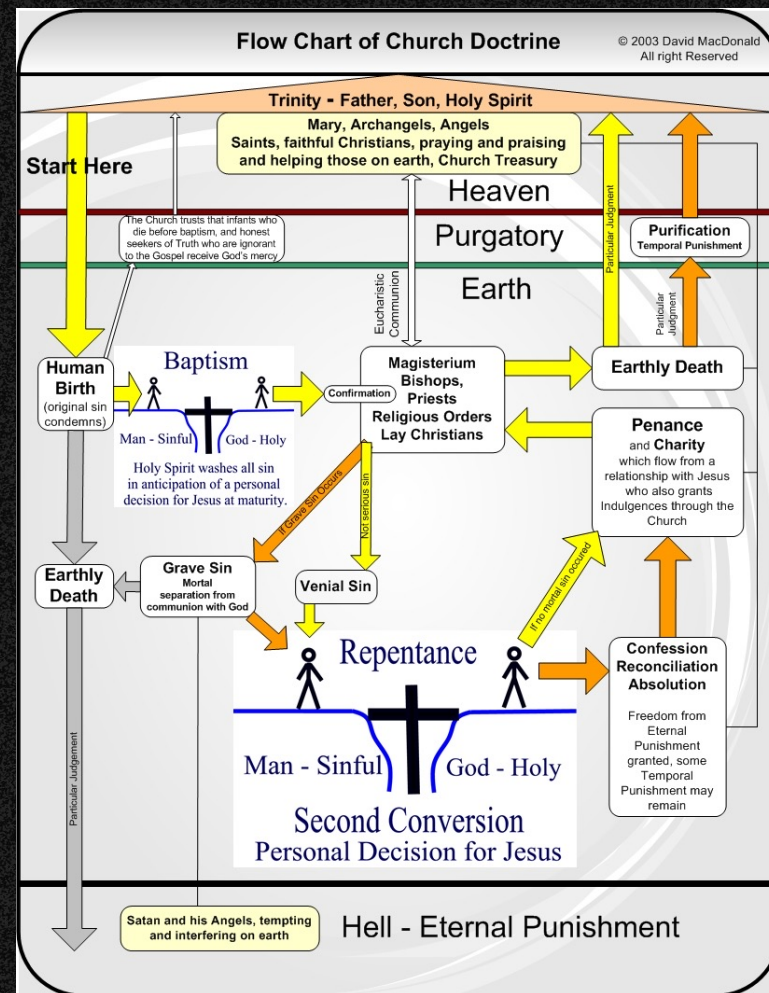 Flow Chart of Church Doctrine
© 2003 David MacDonald
All right Reserved
Trinity - Father, Son, Holy Spirit
Start Here
Mary, Archangels, Angels
Saints, faithful Christians, praying and praising
and helping those on earth, Church Treasury
Heaven
The Church trusts that infants who
die before baptism, and honest
seekers of Truth who are ignorant
to the Gospel receive God's mercy
Purgatory
Particular Judgment
Purification
Temporal Punishment
Earth
Eucharistic
Communion
Particular
Judgment
Human
Birth
(original sin
condemns)
Baptism
Man - Sinful
God - Holy
Holy Spirit washes all sin
in anticipation of a personal
decision for Jesus at maturity.
Confirmation
Magisterium
Bishops,
Priests
Religious Orders
Lay Christians
Earthly Death
Penance
and Charity
which flow from a
relationship with Jesus
who also grants
Indulgences through the
Church
If Grave Sin Occurs
Not serious sin
Earthly
Death
Grave Sin
Mortal
separation from
communion with God
Venial Sin
If no mortal sin occured
Repentance
Man - Sinful
God - Holy
Second Conversion
Personal Decision for Jesus
Confession
Reconciliation
Absolution
Freedom from
Eternal
Punishment
granted, some
Temporal
Punishment may
remain
Particular Judgement
Satan and his Angels, tempting
and interfering on earth
Hell - Eternal Punishment